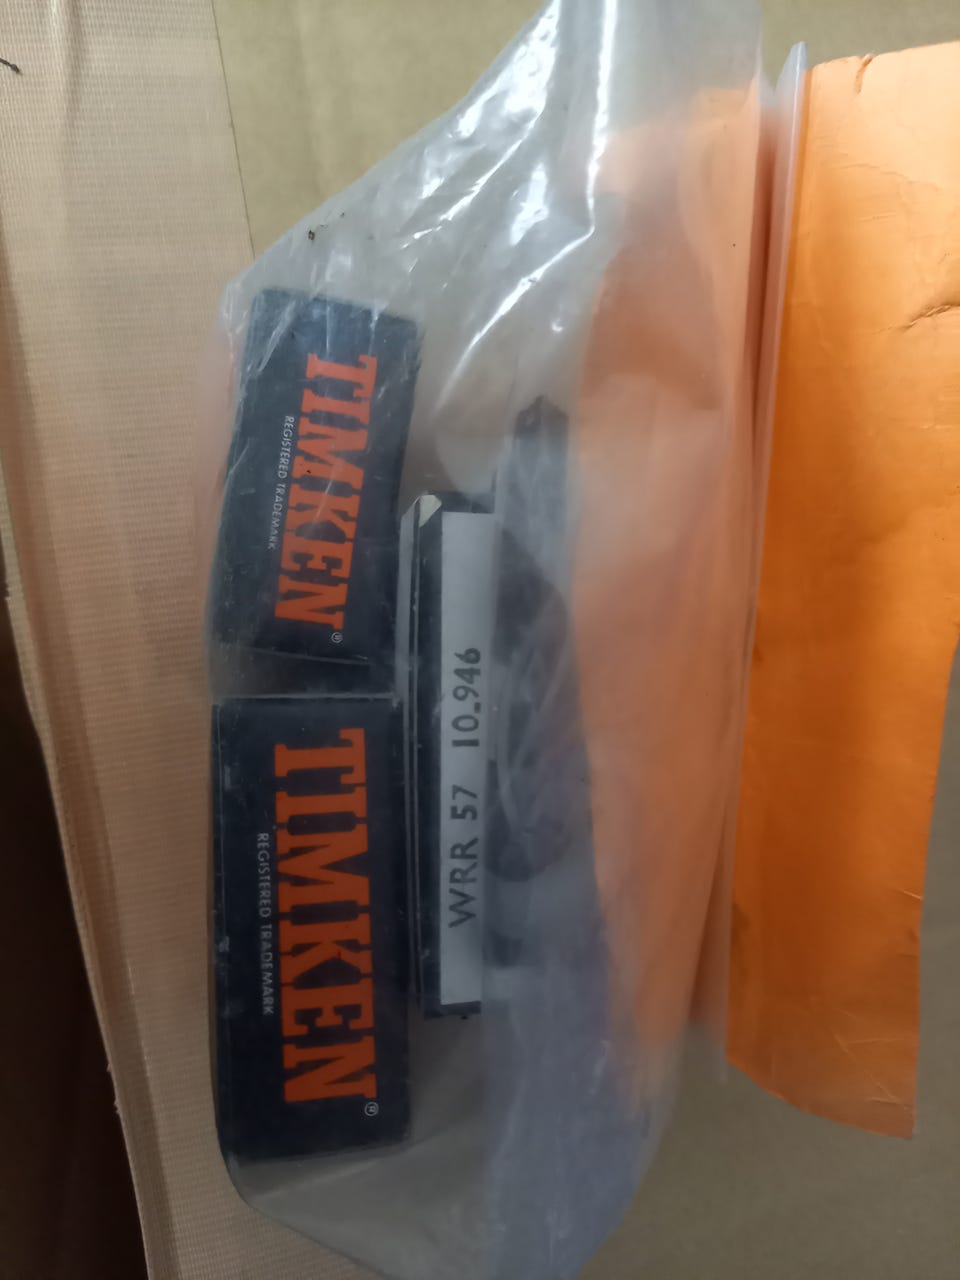 TIMKEN®
REGISTERED TRADEMARK
TIMKEN®
REGISTERED TRADEMARK
WRR 57 10.946